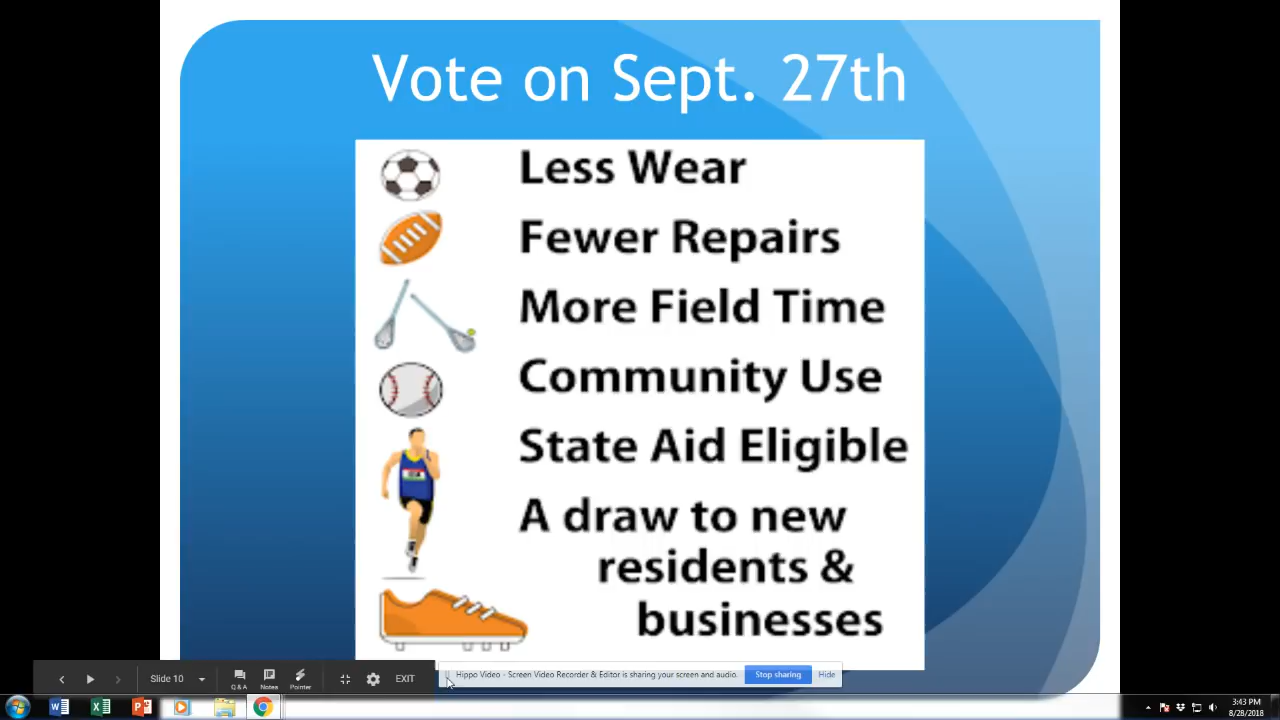 Vote on Sept. 27th
Less Wear
Fewer Repairs
More Field Time
Community Use
State Aid Eligible
A draw to new
residents &
businesses
Slide 10
Q & A
Notes
Pointer
EXIT
Hippo Video - Screen Video Recorder & Editor is sharing your screen and audio.
Stop sharing
Hide
3:43 PM
8/28/2018